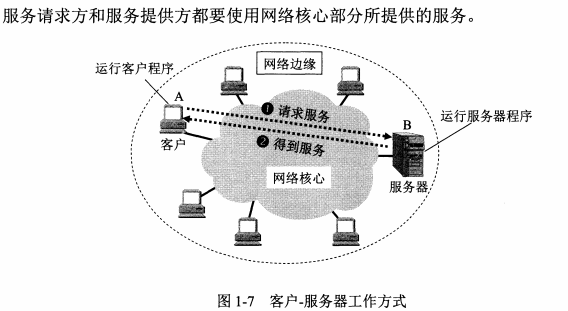 服务请求方和服务提供方都要使用网络核心部分所提供的服务。
网络边缘
运行客户程序
A
❶ 请求服务
B
运行服务器程序
客户
❷ 得到服务
网络核心
服务器
图 1-7 客户-服务器工作方式